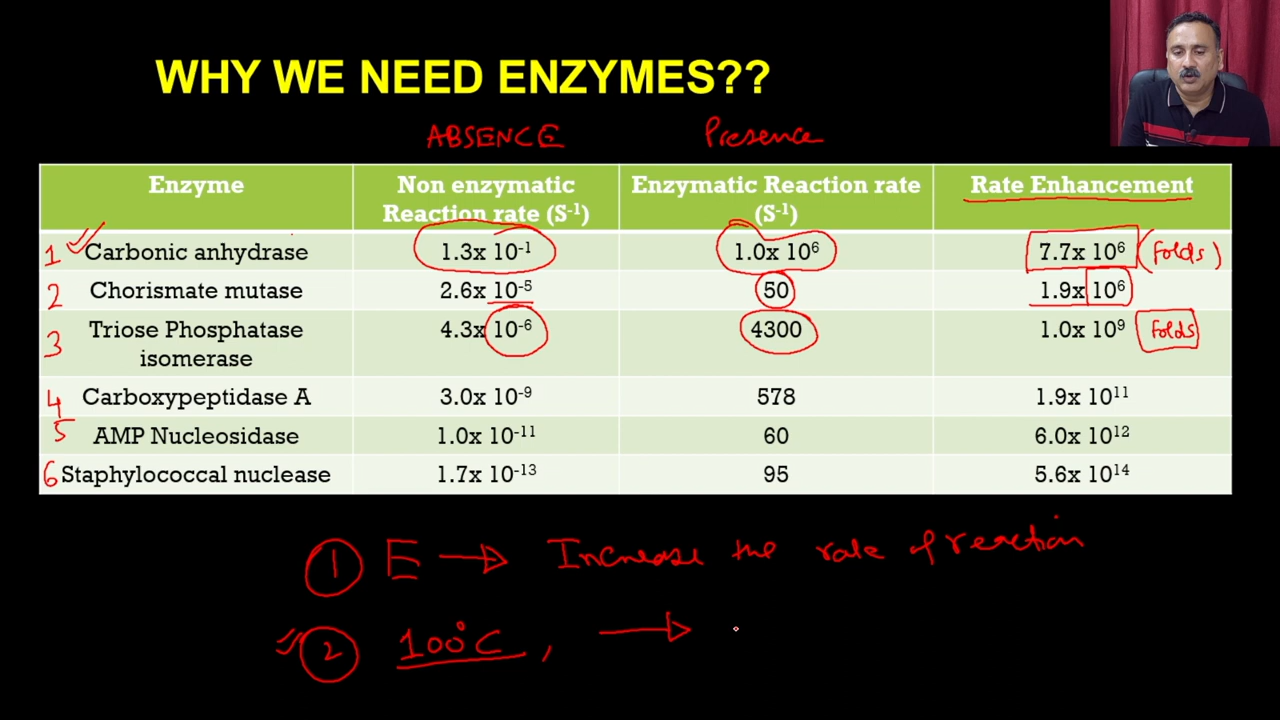 WHY WE NEED ENZYMES??
ABSENCE Presence
Enzyme Non enzymatic Reaction rate (S⁻¹) Enzymatic Reaction rate (S⁻¹) Rate Enhancement
1 Carbonic anhydrase 1.3x 10⁻¹ 1.0x 10⁶ 7.7x 10⁶ (Folds)
2 Chorismate mutase 2.6x 10⁻⁵ 50 1.9x 10⁶
3 Triose Phosphatase isomerase 4.3x 10⁻⁶ 4300 1.0x 10⁹ Folds
4 Carboxypeptidase A 3.0x 10⁻⁹ 578 1.9x 10¹¹
5 AMP Nucleosidase 1.0x 10⁻¹¹ 60 6.0x 10¹²
6 Staphylococcal nuclease 1.7x 10⁻¹³ 95 5.6x 10¹⁴
1 E → Increase the rate of reaction
2 100°C, →